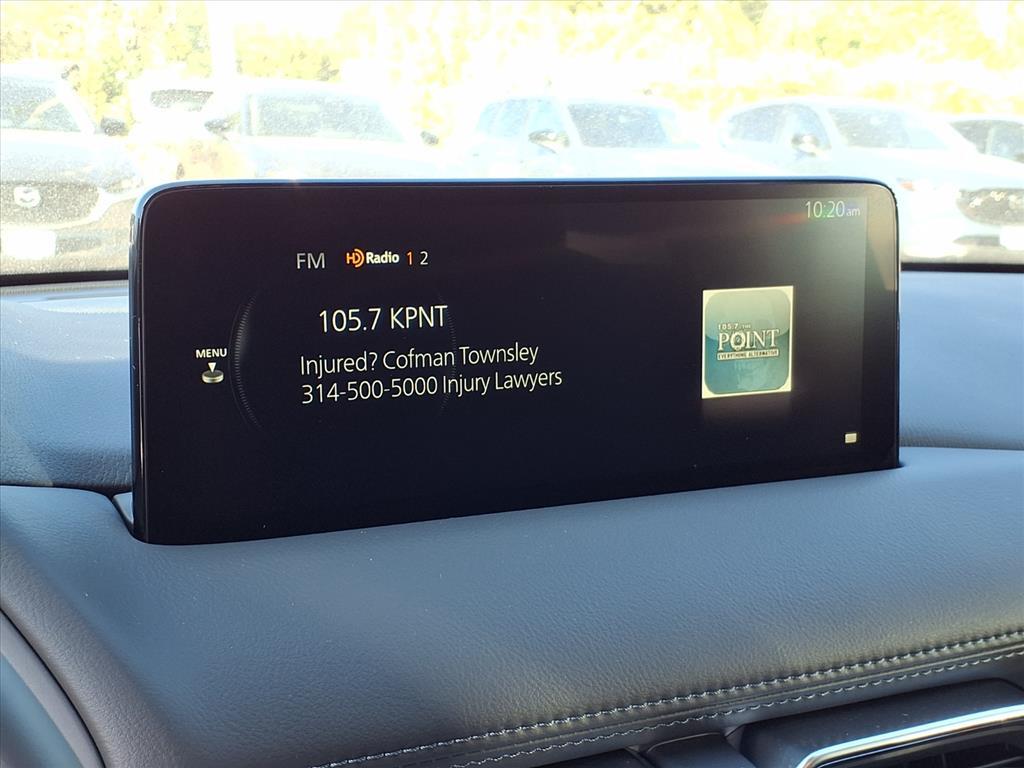 10:20am
FM HD Radio 1 2
105.7 KPNT
MENU
Injured? Cofman Townsley
314-500-5000 Injury Lawyers
105.7 THE
POINT
EVERYTHING ALTERNATIVE